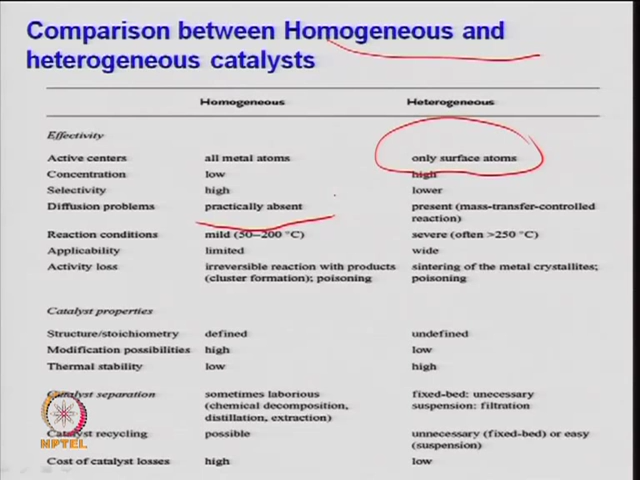 Comparison between Homogeneous and
heterogeneous catalysts
Homogeneous Heterogeneous
Effectivity
Active centers all metal atoms only surface atoms
Concentration low high
Selectivity high lower
Diffusion problems practically absent present (mass-transfer-controlled
reaction)
Reaction conditions mild (50–200 °C) severe (often >250 °C)
Applicability limited wide
Activity loss irreversible reaction with products sintering of the metal crystallites;
(cluster formation); poisoning poisoning
Catalyst properties
Structure/stoichiometry defined undefined
Modification possibilities high low
Thermal stability low high
Catalyst separation sometimes laborious fixed-bed: unecessary
(chemical decomposition, suspension: filtration
distillation, extraction)
Catalyst recycling possible unnecessary (fixed-bed) or easy
(suspension)
Cost of catalyst losses high low
NPTEL